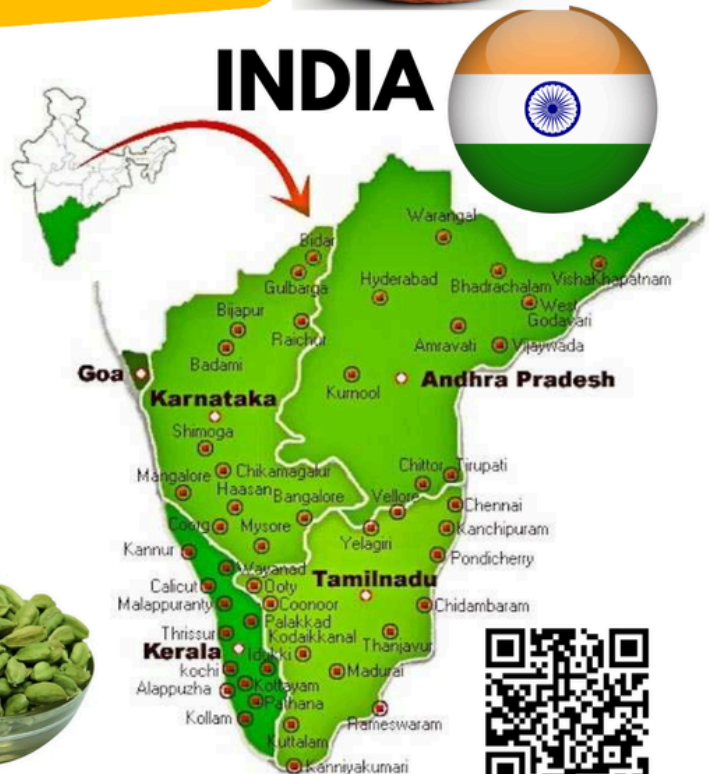 INDIA
Warangal
Bidar
Hyderabad
Bhadrachalam
VishaKhapatnam
Gulbarga
West
Godavari
Bijapur
Raichur
Amravati
Vijaywada
Badami
Goa
Kurnool
Andhra Pradesh
Karnataka
Shimoga
Mangalore
Chikamagalur
Chittor
Tirupati
Haasan
Bangalore
Vellore
Chennai
Coorg
Mysore
Yelagiri
Kanchipuram
Kannur
Pondicherry
Wayanad
Tamilnadu
Calicut
Ooty
Malappuranty
Coonoor
Chidambaram
Palakkad
Thrissur
Kodaikkanal
Thanjavur
Kerala
Idukki
kochi
Madurai
Alappuzha
Kottayam
Pathana
Kollam
Rameswaram
Kuttalam
Kanniyakumari